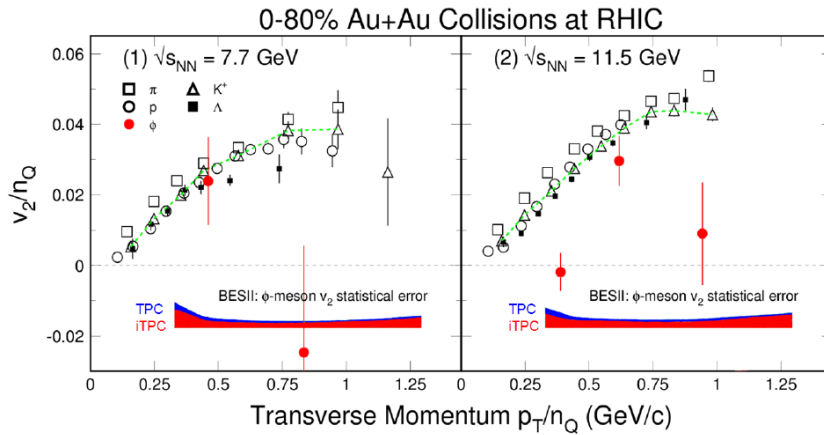 0-80% Au+Au Collisions at RHIC
(1) √sNN = 7.7 GeV
π K+
p Λ
ϕ
BESII: ϕ-meson v2 statistical error
TPC
iTPC
(2) √sNN = 11.5 GeV
BESII: ϕ-meson v2 statistical error
TPC
iTPC
v2/nQ
0.06
0.04
0.02
0
-0.02
0 0.25 0.5 0.75 1 1.25
0.25 0.5 0.75 1 1.25
Transverse Momentum pT/nQ (GeV/c)